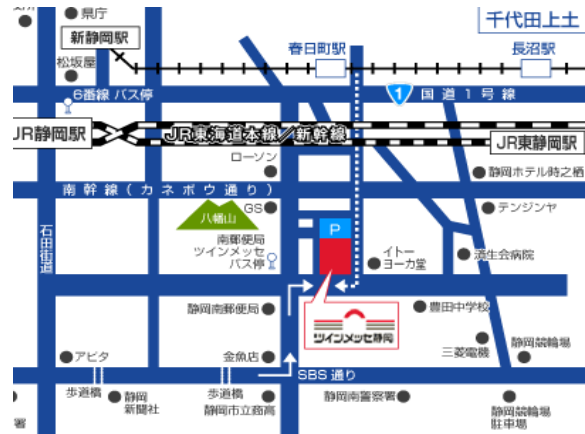 県庁
千代田上土
新静岡駅
春日町駅
長沼駅
松坂屋
6番線 バス停
1
国道1号線
JR静岡駅
JR東海道本線/新幹線
JR東静岡駅
ローソン
静岡ホテル時之栖
南幹線(カネボウ通り)
GS
テンジンヤ
八幡山
P
石田街道
南郵便局
ツインメッセ
バス停
イトー
ヨーカ堂
済生会病院
静岡南郵便局
豊田中学校
ツインメッセ静岡
三菱電機
静岡競輪場
アピタ
金魚店
SBS通り
歩道橋
静岡
新聞社
歩道橋
静岡市立商高
静岡南警察署
静岡競輪場
駐車場
署